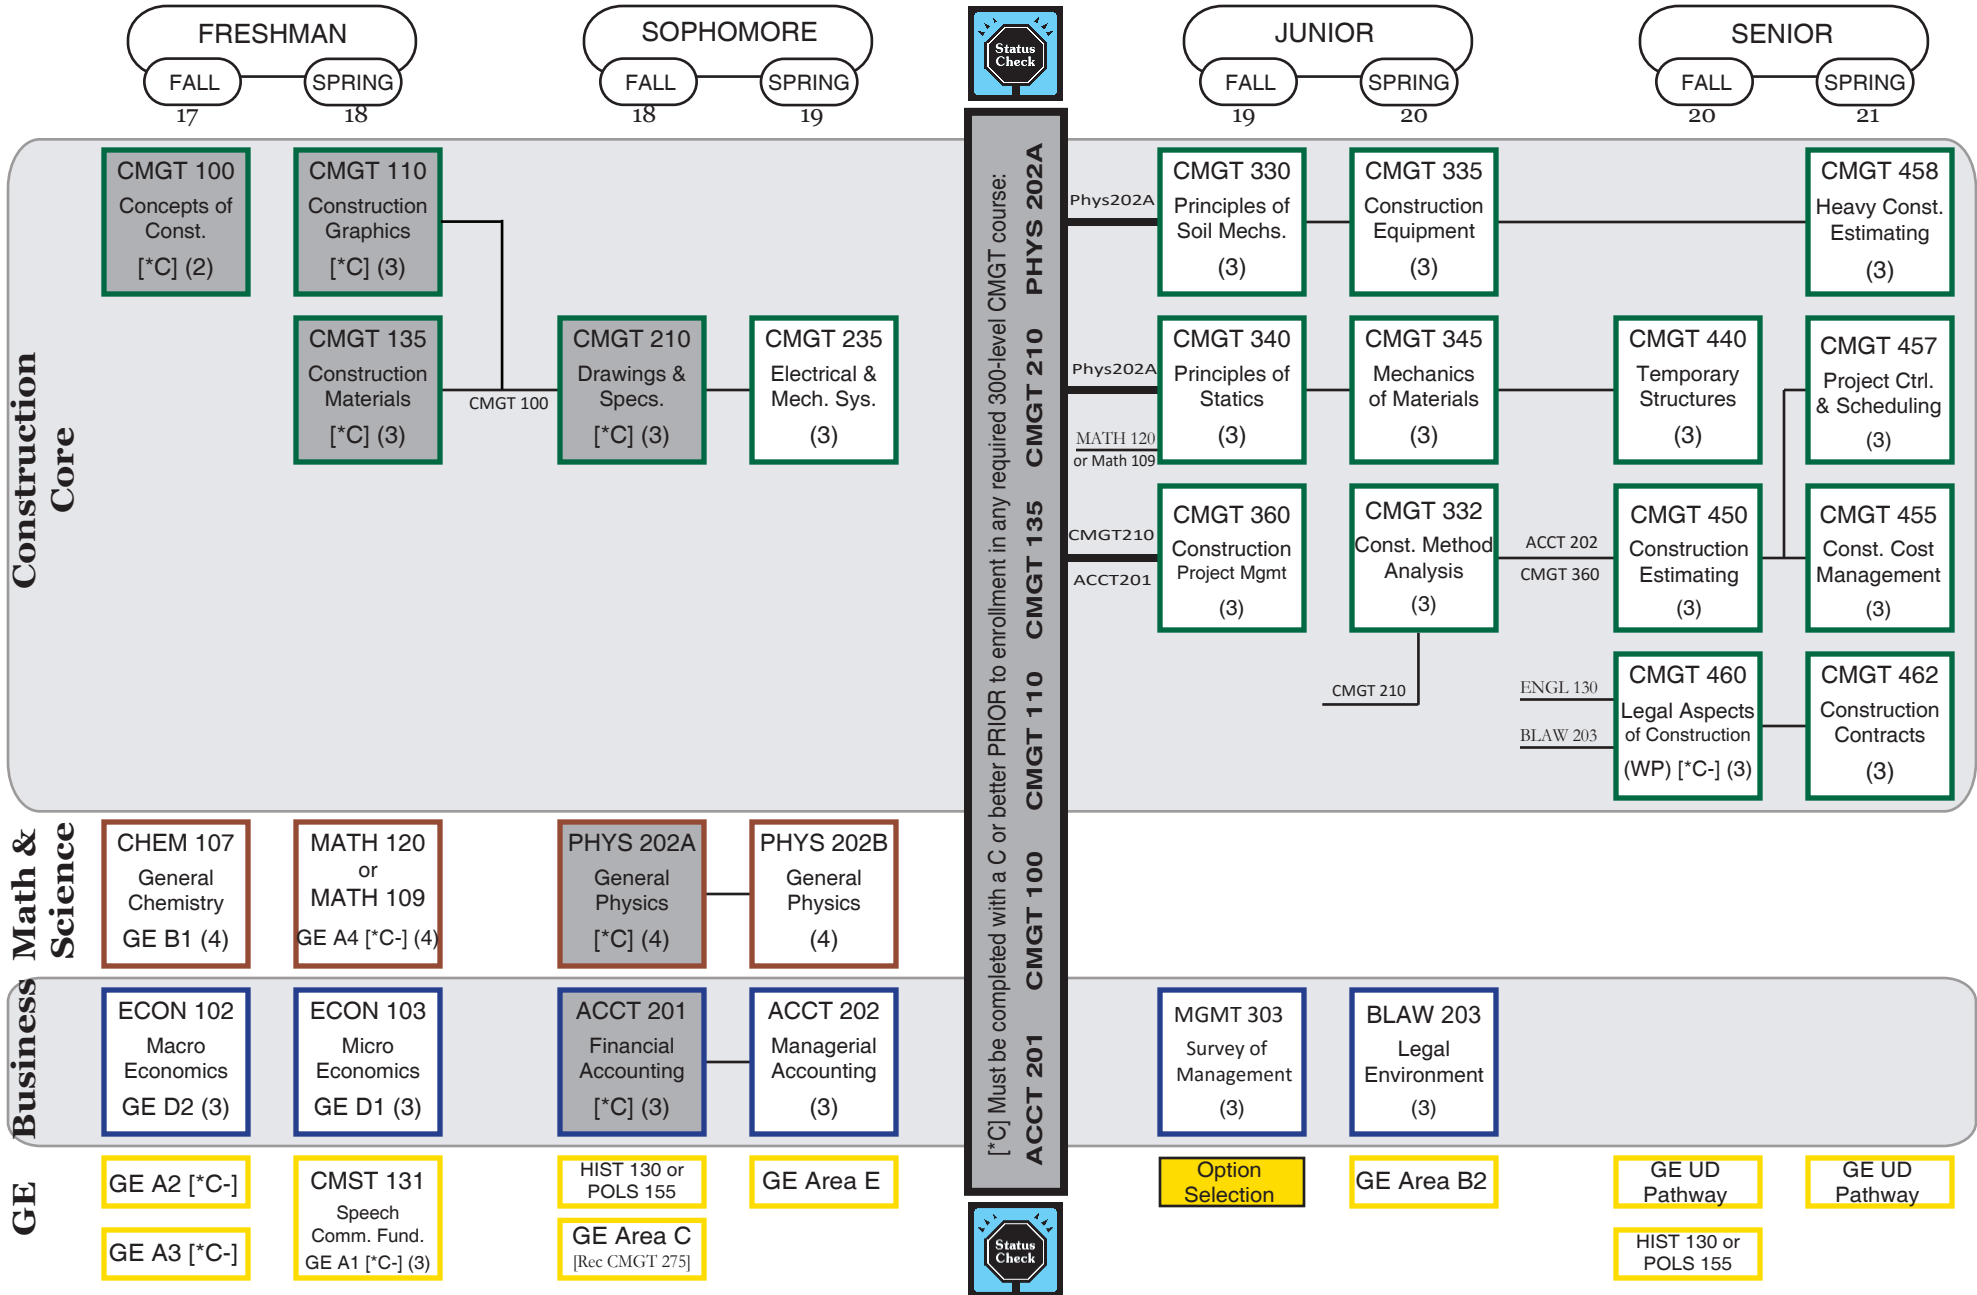 FRESHMAN
FALL
SPRING
17
18
SOPHOMORE
FALL
SPRING
18
19
Status
Check
JUNIOR
FALL
SPRING
19
20
SENIOR
FALL
SPRING
20
21
Construction
Core
CMGT 100
Concepts of
Const.
[*C] (2)
CMGT 110
Construction
Graphics
[*C] (3)
CMGT 135
Construction
Materials
[*C] (3)
CMGT 100
CMGT 210
Drawings &
Specs.
[*C] (3)
CMGT 235
Electrical &
Mech. Sys.
(3)
[*C] Must be completed with a C or better PRIOR to enrollment in any required 300-level CMGT course:
ACCT 201 CMGT 100 CMGT 110 CMGT 135 CMGT 210 PHYS 202A
Phys202A
CMGT 330
Principles of
Soil Mechs.
(3)
CMGT 335
Construction
Equipment
(3)
CMGT 458
Heavy Const.
Estimating
(3)
Phys202A
MATH 120
or Math 109
CMGT 340
Principles of
Statics
(3)
CMGT 345
Mechanics
of Materials
(3)
CMGT 440
Temporary
Structures
(3)
CMGT 457
Project Ctrl.
& Scheduling
(3)
CMGT210
ACCT201
CMGT 360
Construction
Project Mgmt
(3)
CMGT 332
Const. Method
Analysis
(3)
CMGT 210
ACCT 202
CMGT 360
CMGT 450
Construction
Estimating
(3)
CMGT 455
Const. Cost
Management
(3)
ENGL 130
BLAW 203
CMGT 460
Legal Aspects
of Construction
(WP) [*C-] (3)
CMGT 462
Construction
Contracts
(3)
Math &
Science
CHEM 107
General
Chemistry
GE B1 (4)
MATH 120
or
MATH 109
GE A4 [*C-] (4)
PHYS 202A
General
Physics
[*C] (4)
PHYS 202B
General
Physics
(4)
Business
ECON 102
Macro
Economics
GE D2 (3)
ECON 103
Micro
Economics
GE D1 (3)
ACCT 201
Financial
Accounting
[*C] (3)
ACCT 202
Managerial
Accounting
(3)
MGMT 303
Survey of
Management
(3)
BLAW 203
Legal
Environment
(3)
GE
GE A2 [*C-]
GE A3 [*C-]
CMST 131
Speech
Comm. Fund.
GE A1 [*C-] (3)
HIST 130 or
POLS 155
GE Area C
[Rec CMGT 275]
GE Area E
Status
Check
Option
Selection
GE Area B2
GE UD
Pathway
HIST 130 or
POLS 155
GE UD
Pathway